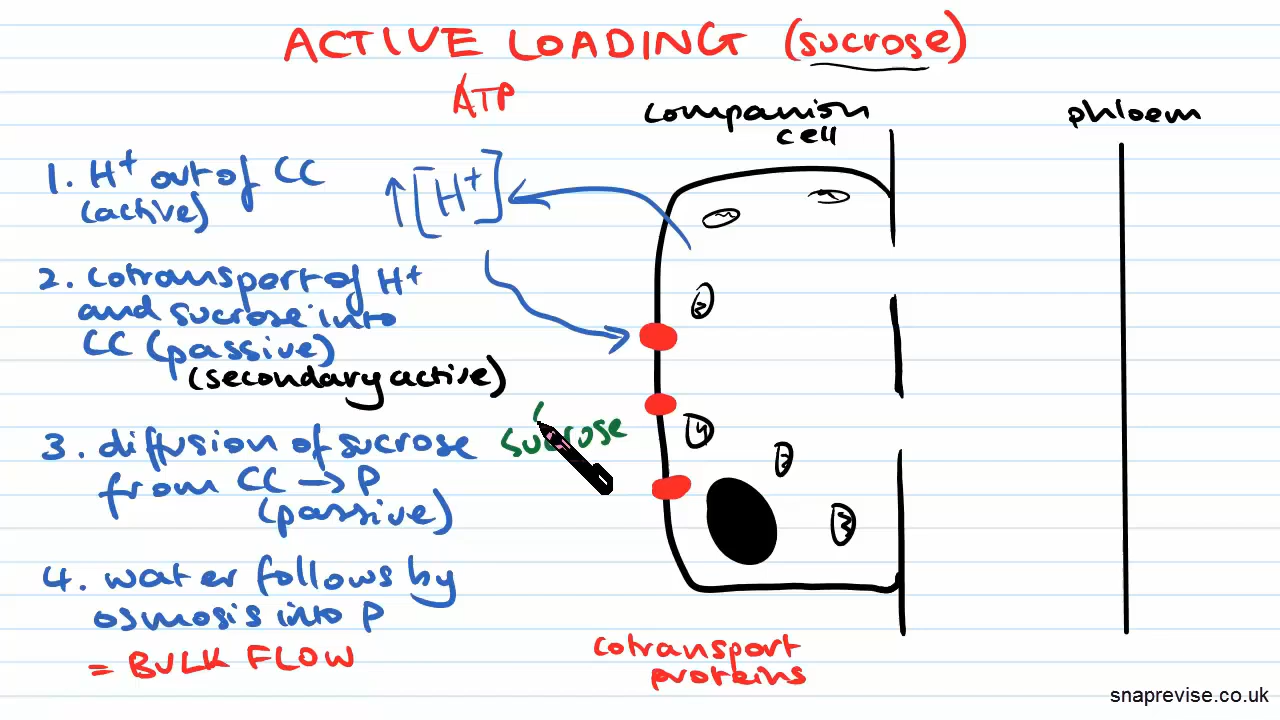 ACTIVE LOADING (sucrose)
ATP
1. H+ out of CC
(active)
↑[H+]
2. cotransport of H+
and sucrose into
CC (passive)
(secondary active)
3. diffusion of sucrose
from CC → P
(passive)
4. water follows by
osmosis into P
= BULK FLOW
sucrose
companion
cell
phloem
cotransport
proteins
snaprevise.co.uk